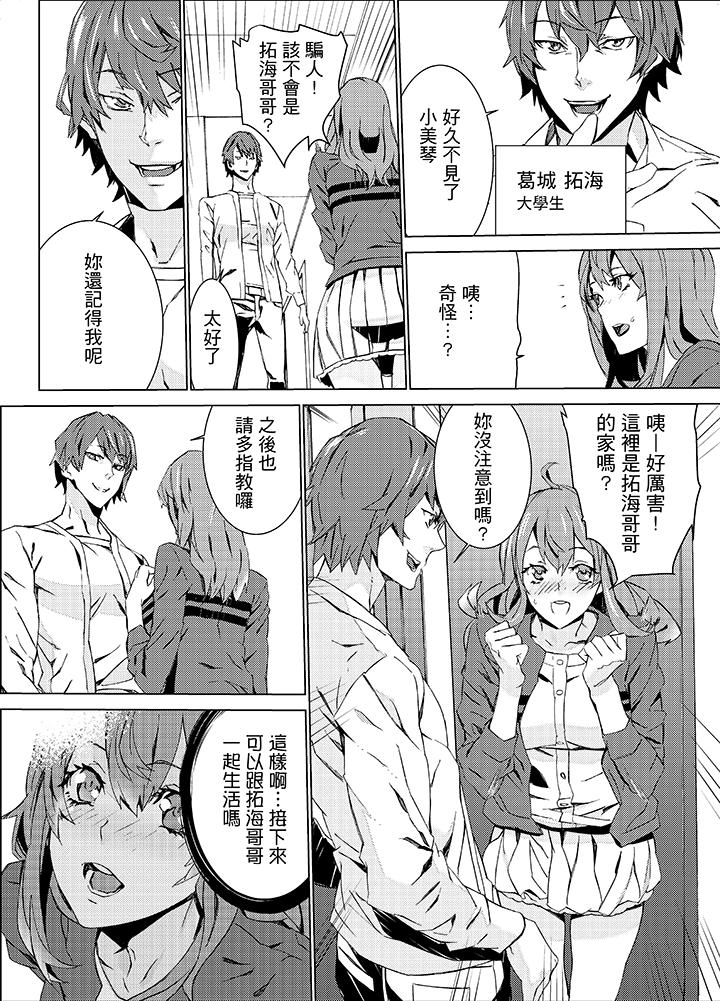 好久不見了
小美琴
葛城 拓海
大學生
咦…
奇怪…？
騙人！
該不會是
拓海哥哥？
太好了
妳還記得我呢
咦—好厲害！
這裡是拓海哥哥
的家嗎？
妳沒注意到嗎？
之後也
請多指教囉
這樣啊…接下來
可以跟拓海哥哥
一起生活嗎